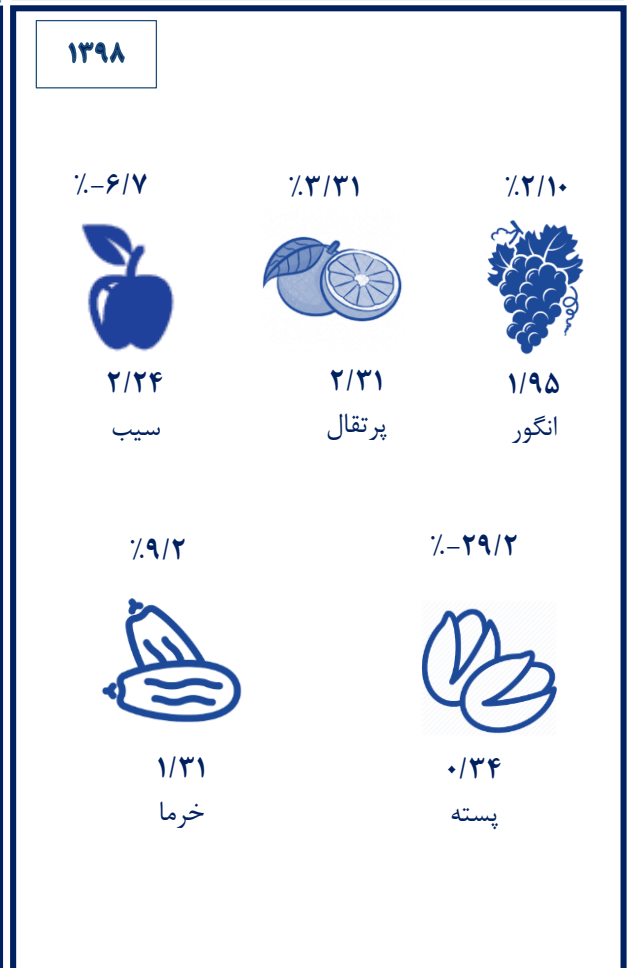 ۱۳۹۸
٪۲/۱۰
٪۳/۳۱
٪-۶/۷
۱/۹۵
۲/۳۱
۲/۲۴
انگور
پرتقال
سیب
٪-۲۹/۲
٪۹/۲
۰/۳۴
۱/۳۱
پسته
خرما